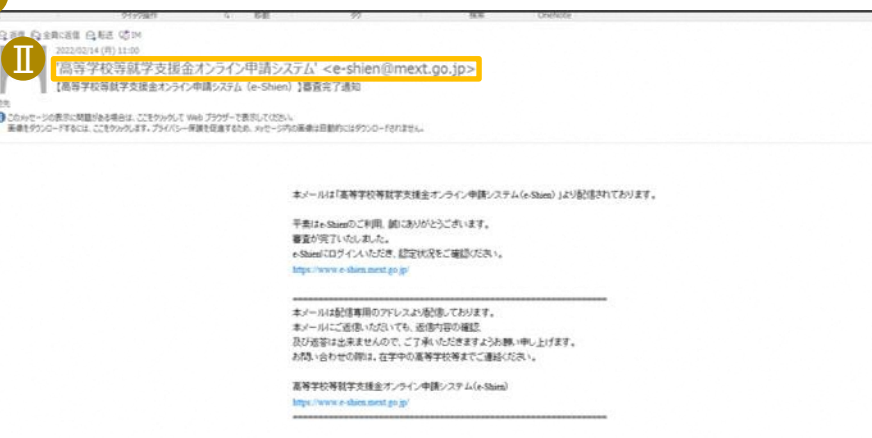 クイック操作 移動 タグ 検索 OneNote
返信 全員に返信 転送 IM
2022/02/14 (月) 11:00
Ⅱ
'高等学校等就学支援金オンライン申請システム' <e-shien@mext.go.jp>
【高等学校等就学支援金オンライン申請システム (e-Shien) 】審査完了通知
宛先
このメッセージの表示に問題がある場合は、ここをクリックして Web ブラウザーで表示してください。
画像をダウンロードするには、ここをクリックします。プライバシー保護を促進するため、メッセージ内の画像は自動的にはダウンロードされません。
本メールは「高等学校等就学支援金オンライン申請システム(e-Shien)」より配信されております。
平素はe-Shienのご利用、誠にありがとうございます。
審査が完了いたしました。
e-Shienにログインいただき、認定状況をご確認ください。
https://www.e-shien.mext.go.jp/
本メールは配信専用のアドレスより配信しております。
本メールにご返信いただいても、返信内容の確認
及び返答は出来ませんので、ご了承いただきますようお願い申し上げます。
お問い合わせの際は、在学中の高等学校等までご連絡ください。
高等学校等就学支援金オンライン申請システム(e-Shien)
https://www.e-shien.mext.go.jp/